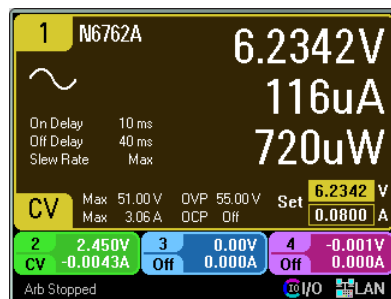 1 N6762A 6.2342V
116uA
720uW
On Delay 10 ms
Off Delay 40 ms
Slew Rate Max
CV Max 51.00 V OVP 55.00 V Set 6.2342 V
Max 3.06 A OCP Off 0.0800 A
2 2.450V 3 0.00V 4 -0.001V
CV -0.0043A Off 0.000A Off 0.000A
Arb Stopped IO I/O LAN